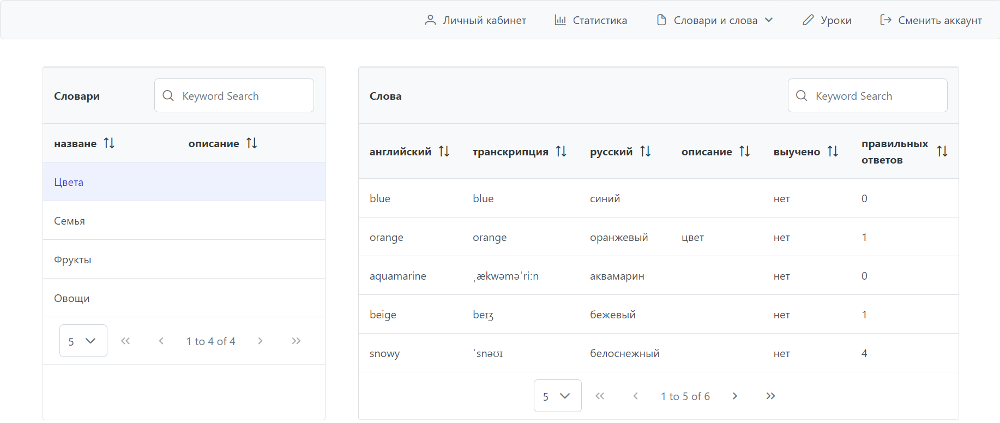 Личный кабинет Статистика Словари и слова Уроки Сменить аккаунт
Словари Keyword Search
назване описание
Цвета
Семья
Фрукты
Овощи
5 1 to 4 of 4
Слова Keyword Search
английский транскрипция русский описание выучено правильных ответов
blue blue синий нет 0
orange orange оранжевый цвет нет 1
aquamarine ˌækwəməˈriːn аквамарин нет 0
beige beɪʒ бежевый нет 1
snowy ˈsnəʊɪ белоснежный нет 4
5 1 to 5 of 6